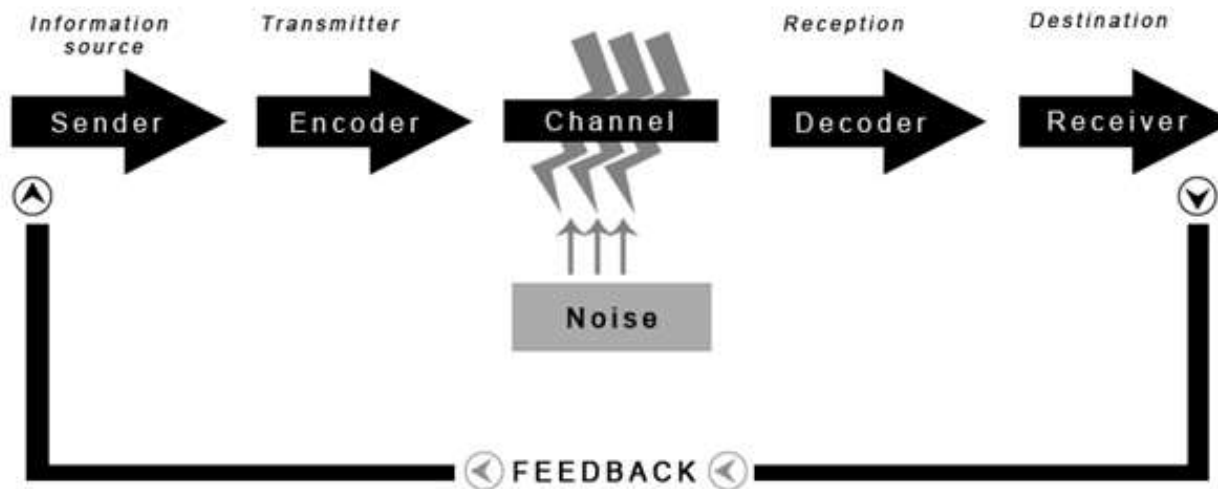 Information
source
Transmitter
Reception
Destination
Sender
Encoder
Channel
Decoder
Receiver
Noise
FEEDBACK